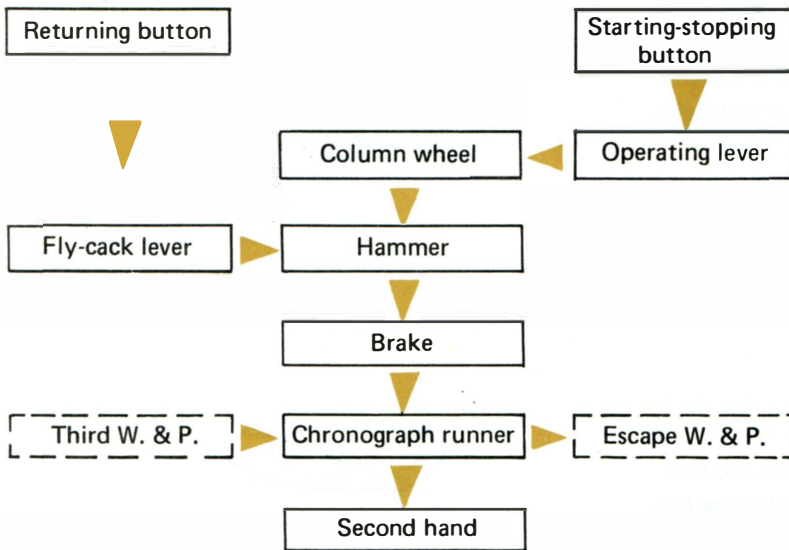 Returning button
Starting-stopping
button
Column wheel
Operating lever
Fly-cack lever
Hammer
Brake
Third W. & P.
Chronograph runner
Escape W. & P.
Second hand